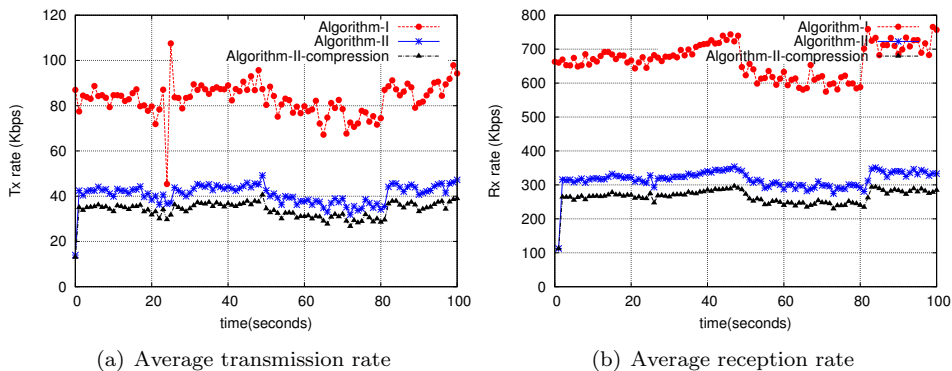 120
100
80
60
40
20
0
0 20 40 60 80 100
Tx rate (Kbps)
time(seconds)
Algorithm-I
Algorithm-II
Algorithm-II-compression
(a) Average transmission rate
800
700
600
500
400
300
200
100
0
0 20 40 60 80 100
Rx rate (Kbps)
time(seconds)
Algorithm-I
Algorithm-II
Algorithm-II-compression
(b) Average reception rate